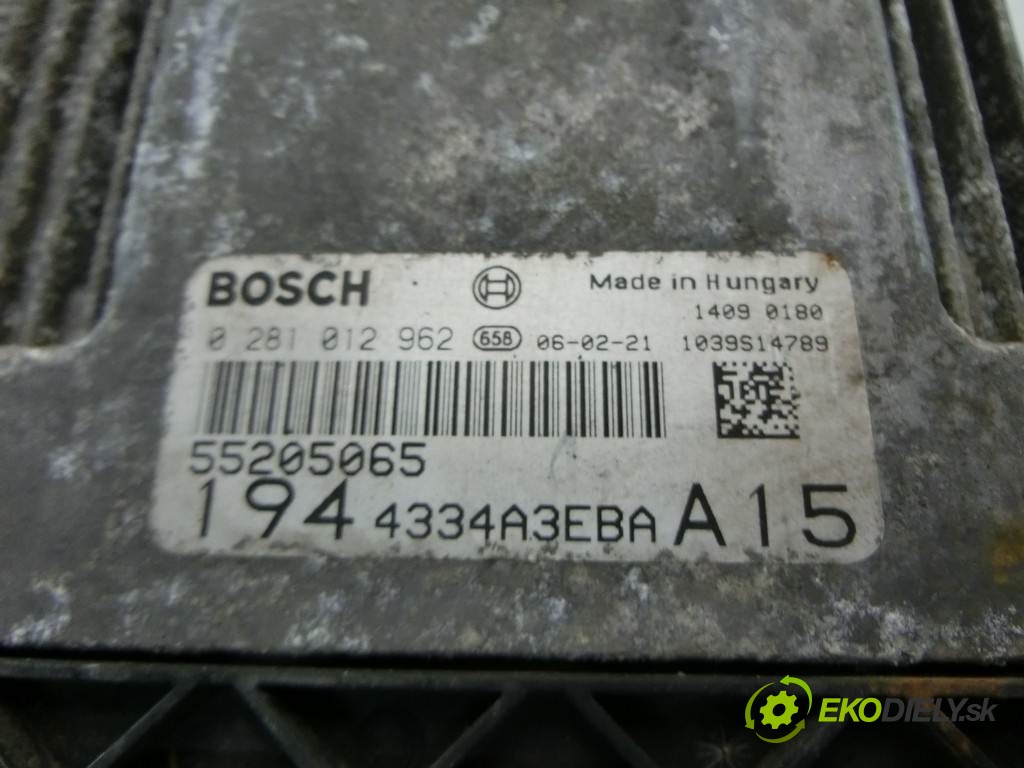 BOSCH Made in Hungary
1409 0180
0 281 012 962 658 06-02-21 1039S14789
55205065
194 4334A3EBA A15
EKODIELY.sk